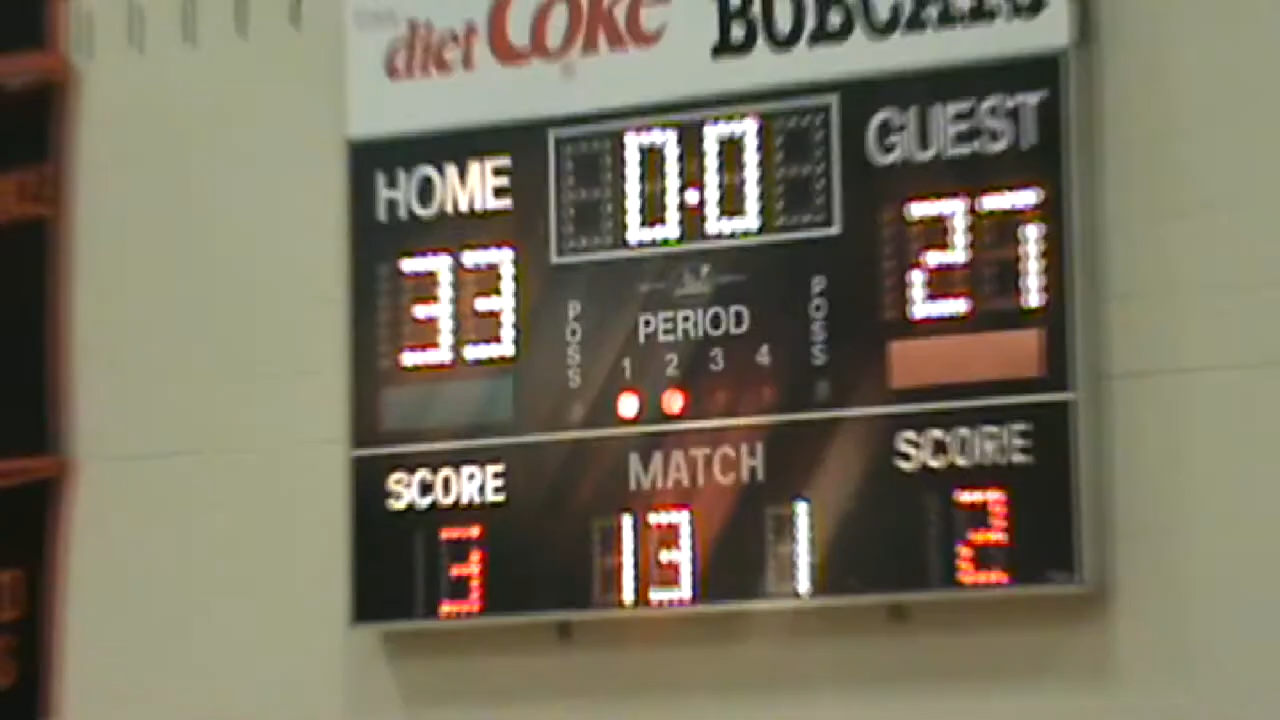 diet Coke BOBCATS
HOME 0.0 GUEST
33 27
POSS PERIOD POSS
1 2 3 4
SCORE MATCH SCORE
3 13 1 2